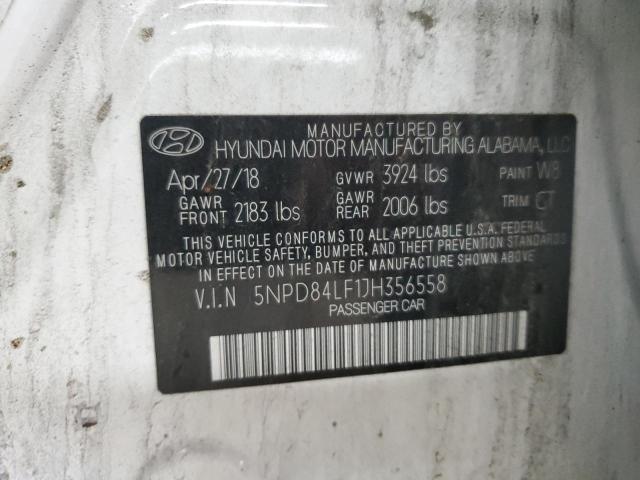 MANUFACTURED BY
HYUNDAI MOTOR MANUFACTURING ALABAMA, LLC
Apr/27/18 GVWR 3924 lbs PAINT W8
GAWR FRONT 2183 lbs GAWR REAR 2006 lbs TRIM
THIS VEHICLE CONFORMS TO ALL APPLICABLE U.S.A. FEDERAL
MOTOR VEHICLE SAFETY, BUMPER, AND THEFT PREVENTION STANDARDS
IN EFFECT ON THE DATE OF MANUFACTURE SHOWN ABOVE.
V.I.N 5NPD84LF1JH356558
PASSENGER CAR